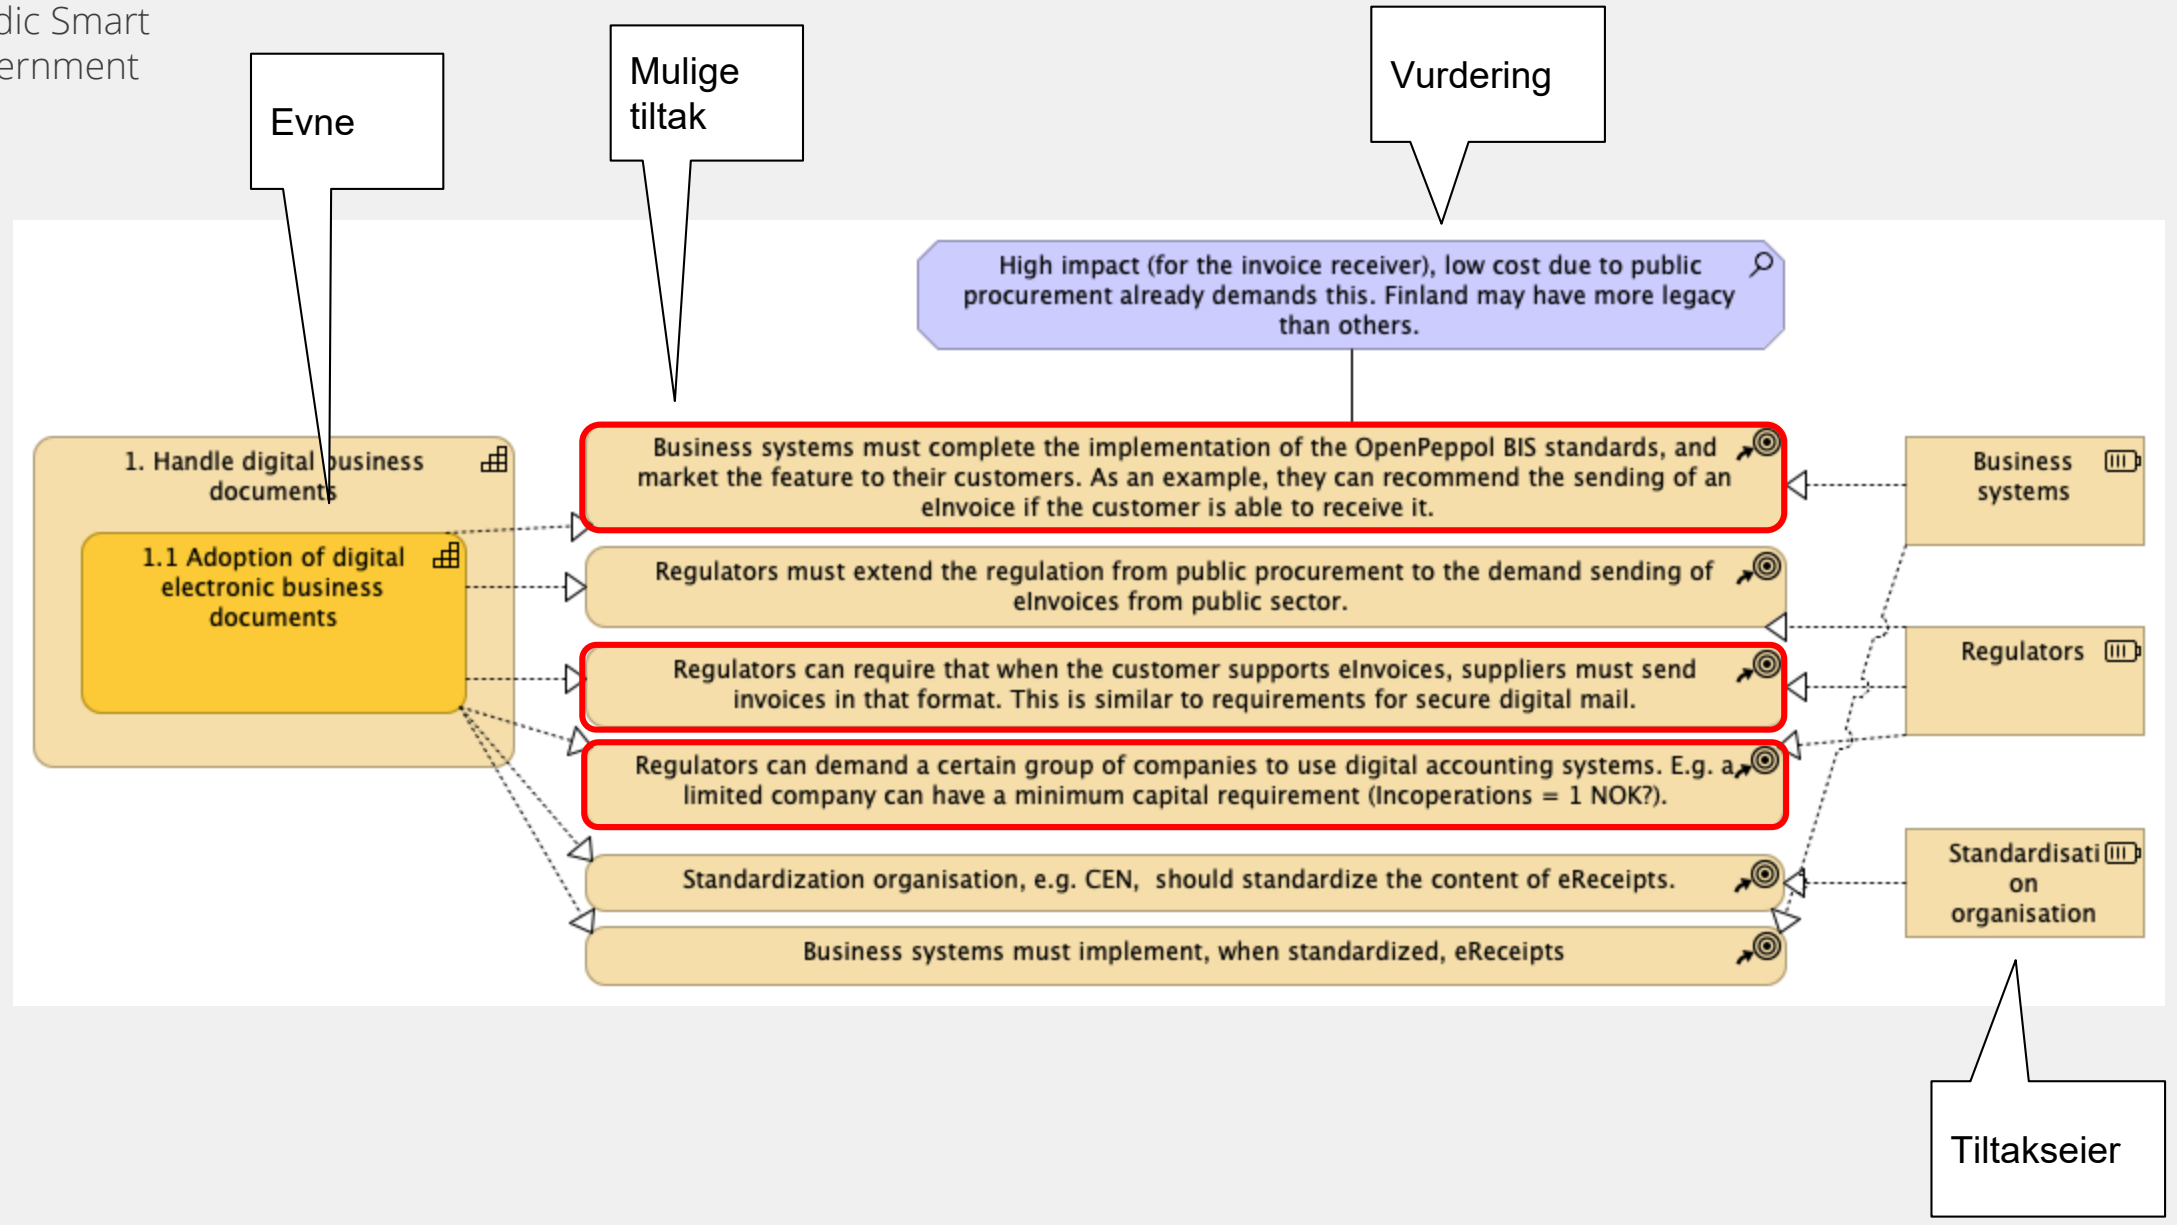 dic Smart
ernment
Evne
Mulige
tiltak
Vurdering
High impact (for the invoice receiver), low cost due to public
procurement already demands this. Finland may have more legacy
than others.
1. Handle digital business
documents
1.1 Adoption of digital
electronic business
documents
Business systems must complete the implementation of the OpenPeppol BIS standards, and
market the feature to their customers. As an example, they can recommend the sending of an
eInvoice if the customer is able to receive it.
Regulators must extend the regulation from public procurement to the demand sending of
eInvoices from public sector.
Regulators can require that when the customer supports eInvoices, suppliers must send
invoices in that format. This is similar to requirements for secure digital mail.
Regulators can demand a certain group of companies to use digital accounting systems. E.g. a
limited company can have a minimum capital requirement (Incoperations = 1 NOK?).
Standardization organisation, e.g. CEN,  should standardize the content of eReceipts.
Business systems must implement, when standardized, eReceipts
Business
systems
Regulators
Standardisati
on
organisation
Tiltakseier